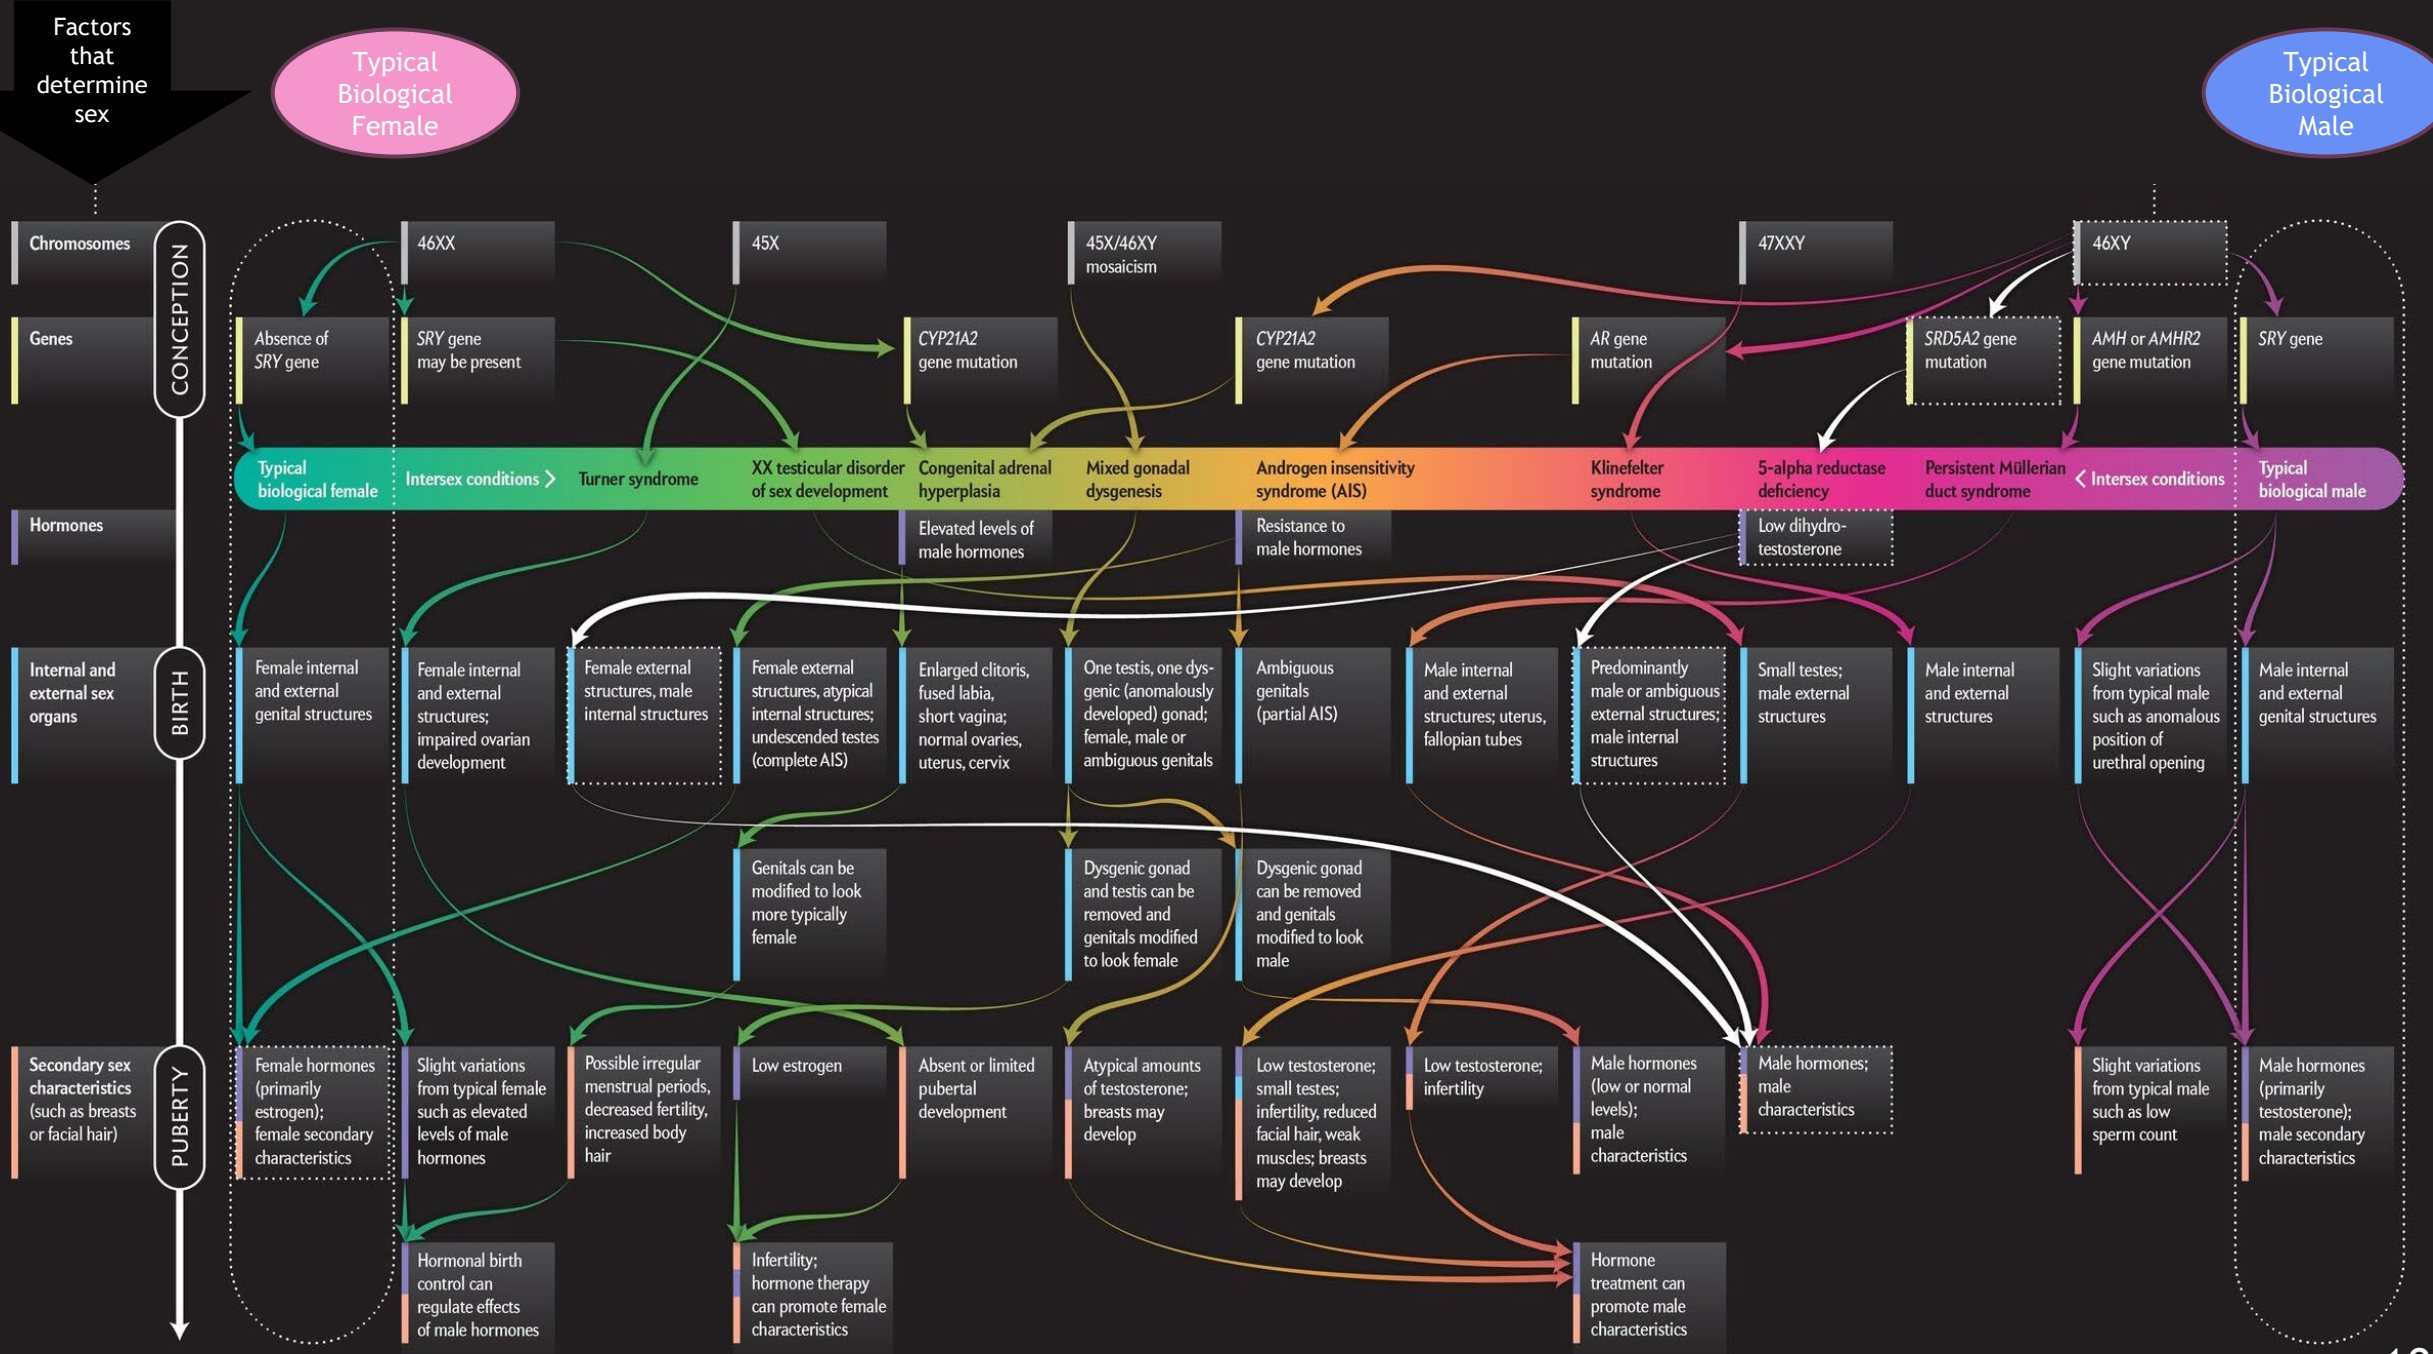 Factors
that
determine
sex
Typical
Biological
Female
Typical
Biological
Male
CONCEPTION
Chromosomes
46XX
45X
45X/46XY
mosaicism
47XXY
46XY
Genes
Absence of
SRY gene
SRY gene
may be present
CYP21A2
gene mutation
CYP21A2
gene mutation
AR gene
mutation
SRD5A2 gene
mutation
AMH or AMHR2
gene mutation
SRY gene
Typical
biological female
Intersex conditions >
Turner syndrome
XX testicular disorder
of sex development
Congenital adrenal
hyperplasia
Mixed gonadal
dysgenesis
Androgen insensitivity
syndrome (AIS)
Klinefelter
syndrome
5-alpha reductase
deficiency
Persistent Müllerian
duct syndrome
< Intersex conditions
Typical
biological male
Hormones
Elevated levels of
male hormones
Resistance to
male hormones
Low dihydro-
testosterone
BIRTH
Internal and
external sex
organs
Female internal
and external
genital structures
Female internal
and external
structures;
impaired ovarian
development
Female external
structures, male
internal structures
Female external
structures, atypical
internal structures;
undescended testes
(complete AIS)
Enlarged clitoris,
fused labia,
short vagina;
normal ovaries,
uterus, cervix
One testis, one dys-
genic (anomalously
developed) gonad;
female, male or
ambiguous genitals
Ambiguous
genitals
(partial AIS)
Male internal
and external
structures; uterus,
fallopian tubes
Predominantly
male or ambiguous
external structures;
male internal
structures
Small testes;
male external
structures
Male internal
and external
structures
Slight variations
from typical male
such as anomalous
position of
urethral opening
Male internal
and external
genital structures
Genitals can be
modified to look
more typically
female
Dysgenic gonad
and testis can be
removed and
genitals modified
to look female
Dysgenic gonad
can be removed
and genitals
modified to look
male
PUBERTY
Secondary sex
characteristics
(such as breasts
or facial hair)
Female hormones
(primarily
estrogen);
female secondary
characteristics
Slight variations
from typical female
such as elevated
levels of male
hormones
Possible irregular
menstrual periods,
decreased fertility,
increased body
hair
Low estrogen
Absent or limited
pubertal
development
Atypical amounts
of testosterone;
breasts may
develop
Low testosterone;
small testes;
infertility, reduced
facial hair, weak
muscles; breasts
may develop
Low testosterone;
infertility
Male hormones
(low or normal
levels);
male
characteristics
Male hormones;
male
characteristics
Slight variations
from typical male
such as low
sperm count
Male hormones
(primarily
testosterone);
male secondary
characteristics
Hormonal birth
control can
regulate effects
of male hormones
Infertility;
hormone therapy
can promote female
characteristics
Hormone
treatment can
promote male
characteristics